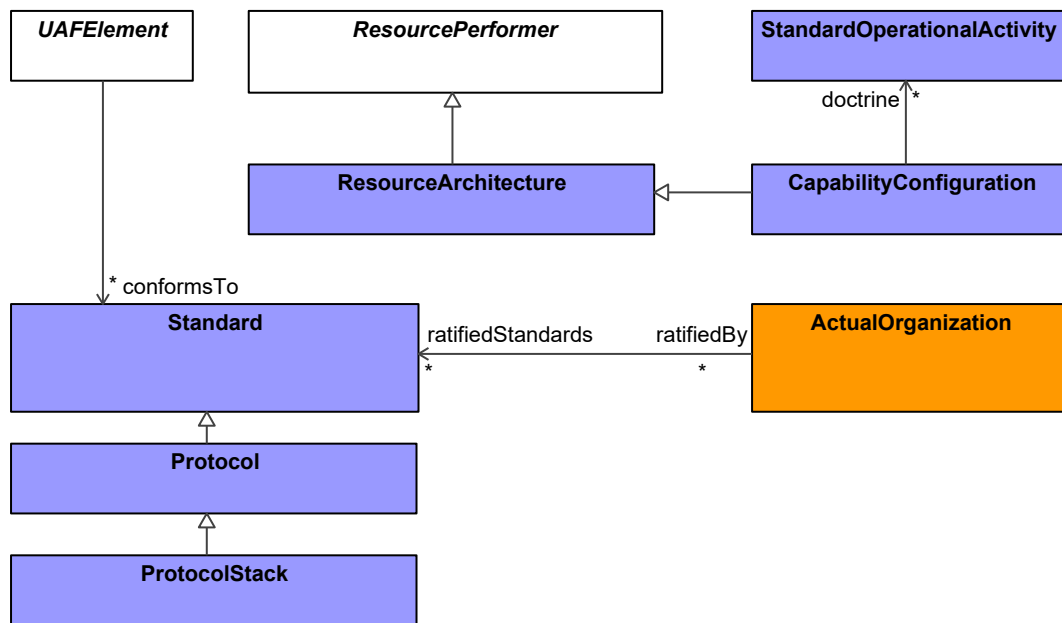 UAFElement
ResourcePerformer
StandardOperationalActivity
doctrine *
ResourceArchitecture
CapabilityConfiguration
* conformsTo
Standard
ratifiedStandards
*
ratifiedBy
*
ActualOrganization
Protocol
ProtocolStack